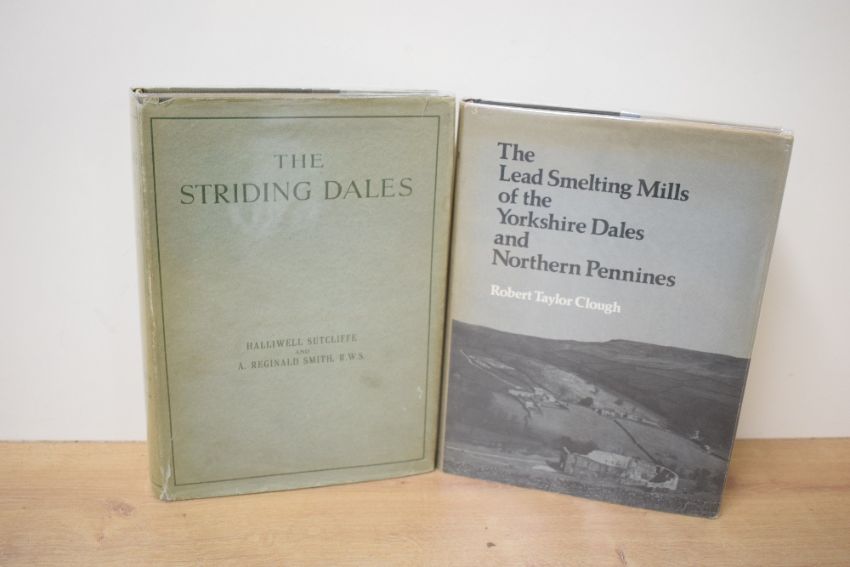 THE
STRIDING DALES
HALLIWELL SUTCLIFFE
AND
A. REGINALD SMITH, R.W.S.
The
Lead Smelting Mills
of the
Yorkshire Dales
and
Northern Pennines
Robert Taylor Clough